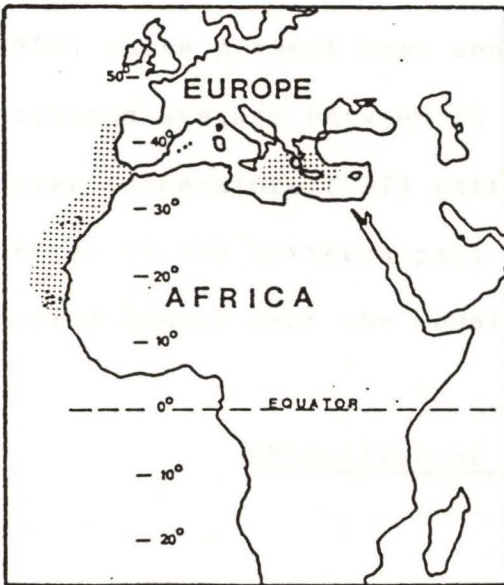 50—
EUROPE
— 40°
— 30°
— 20°
AFRICA
— 10°
EQUATOR
— 0°
— 10°
— 20°